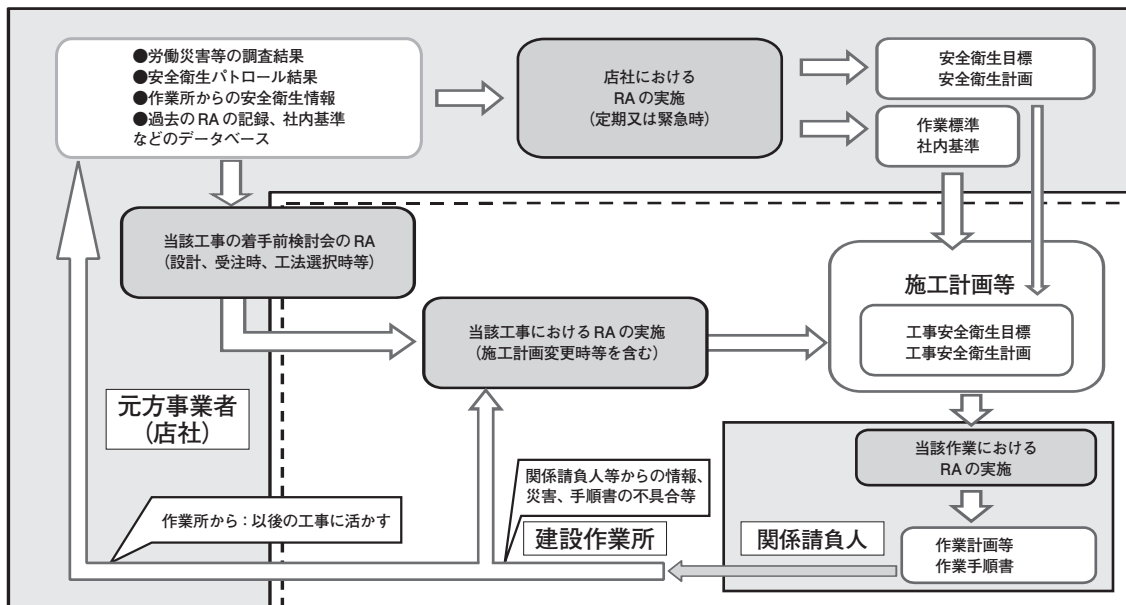 ●労働災害等の調査結果
●安全衛生パトロール結果
●作業所からの安全衛生情報
●過去の RA の記録、社内基準
などのデータベース
店社における
RA の実施
(定期又は緊急時)
安全衛生目標
安全衛生計画
作業標準
社内基準
当該工事の着手前検討会の RA
(設計、受注時、工法選択時等)
当該工事における RA の実施
(施工計画変更時等を含む)
施工計画等
工事安全衛生目標
工事安全衛生計画
元方事業者
(店社)
当該作業における
RA の実施
関係請負人等からの情報、
災害、手順書の不具合等
作業所から:以後の工事に活かす
建設作業所
関係請負人
作業計画等
作業手順書